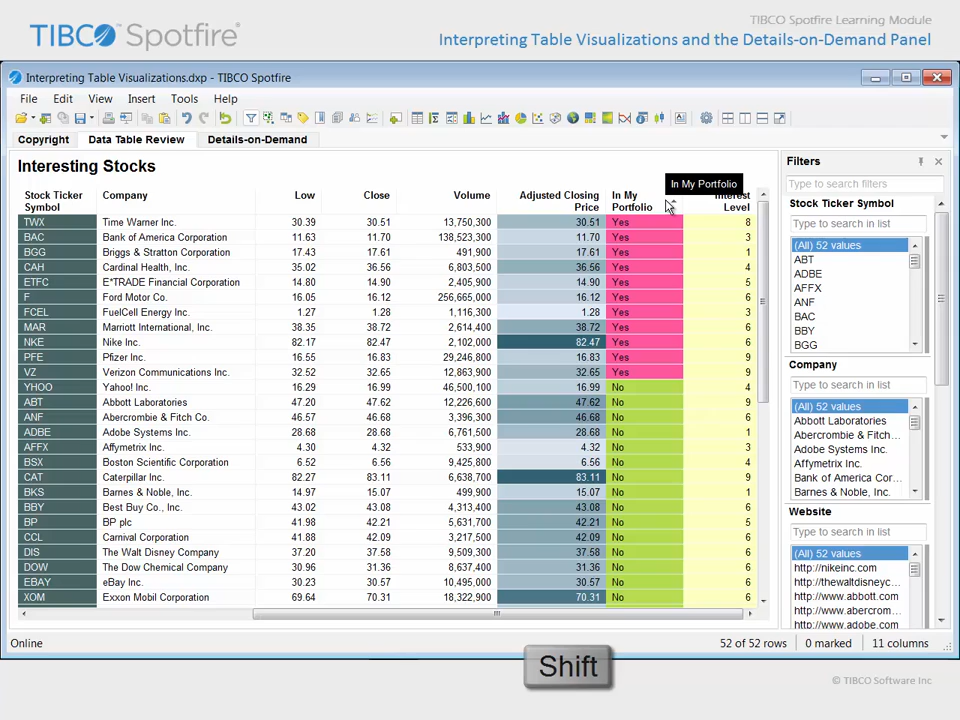 TIBCO™ Spotfire®
TIBCO Spotfire Learning Module
Interpreting Table Visualizations and the Details-on-Demand Panel
Interpreting Table Visualizations.dxp - TIBCO Spotfire
File Edit View Insert Tools Help
Copyright Data Table Review Details-on-Demand
Interesting Stocks
In My Portfolio
Stock Ticker Symbol Company Low Close Volume Adjusted Closing Price In My Portfolio Interest Level
TWX Time Warner Inc. 30.39 30.51 13,750,300 30.51 Yes 8
BAC Bank of America Corporation 11.63 11.70 138,523,300 11.70 Yes 3
BGG Briggs & Stratton Corporation 17.43 17.61 491,900 17.61 Yes 1
CAH Cardinal Health, Inc. 35.02 36.56 6,803,500 36.56 Yes 4
ETFC E*TRADE Financial Corporation 14.80 14.90 2,405,900 14.90 Yes 5
F Ford Motor Co. 16.05 16.12 256,665,000 16.12 Yes 6
FCEL FuelCell Energy Inc. 1.27 1.28 1,116,300 1.28 Yes 3
MAR Marriott International, Inc. 38.35 38.72 2,614,400 38.72 Yes 6
NKE Nike Inc. 82.17 82.47 2,102,000 82.47 Yes 6
PFE Pfizer Inc. 16.55 16.83 29,246,800 16.83 Yes 9
VZ Verizon Communications Inc. 32.52 32.65 12,863,900 32.65 Yes 9
YHOO Yahoo! Inc. 16.29 16.99 46,500,100 16.99 No 4
ABT Abbott Laboratories 47.20 47.62 12,226,600 47.62 No 9
ANF Abercrombie & Fitch Co. 46.57 46.68 3,396,300 46.68 No 6
ADBE Adobe Systems Inc. 28.68 28.68 6,761,500 28.68 No 1
AFFX Affymetrix Inc. 4.30 4.32 533,900 4.32 No 3
BSX Boston Scientific Corporation 6.52 6.56 9,425,800 6.56 No 4
CAT Caterpillar Inc. 82.27 83.11 6,638,700 83.11 No 9
BKS Barnes & Noble, Inc. 14.97 15.07 499,900 15.07 No 1
BBY Best Buy Co., Inc. 43.02 43.08 4,313,400 43.08 No 6
BP BP plc 41.98 42.21 5,631,700 42.21 No 5
CCL Carnival Corporation 41.88 42.09 3,217,500 42.09 No 6
DIS The Walt Disney Company 37.20 37.58 9,509,300 37.58 No 6
DOW The Dow Chemical Company 30.96 31.36 8,637,400 31.36 No 6
EBAY eBay Inc. 30.23 30.57 10,495,000 30.57 No 6
XOM Exxon Mobil Corporation 69.64 70.31 18,322,900 70.31 No 6
Filters
Type to search filters
Stock Ticker Symbol
Type to search in list
(All) 52 values
ABT
ADBE
AFFX
ANF
BAC
BBY
BGG
Company
Type to search in list
(All) 52 values
Abbott Laboratories
Abercrombie & Fitch...
Adobe Systems Inc.
Affymetrix Inc.
Bank of America Cor...
Barnes & Noble, Inc.
Website
Type to search in list
(All) 52 values
http://nikeinc.com
http://thewaltdisneyc...
http://www.abbott.com
http://www.abercrom...
http://www.adobe.com
Online 52 of 52 rows 0 marked 11 columns
Shift
© TIBCO Software Inc